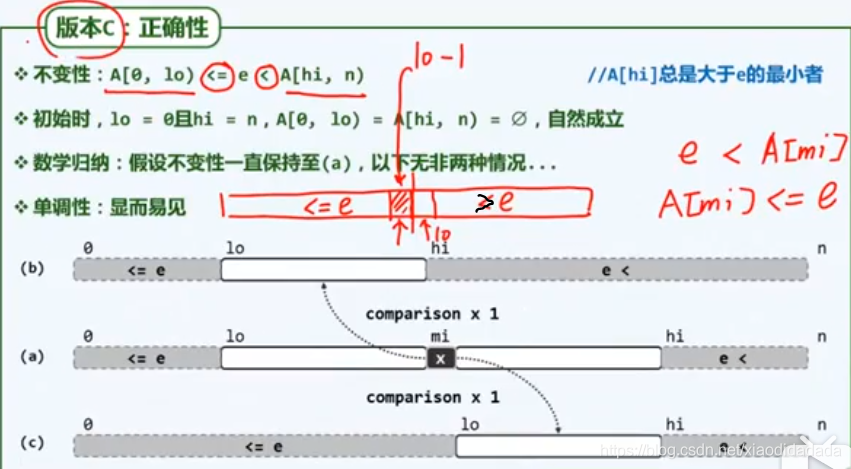 版本C：正确性
lo-1
❖ 不变性：A[0, lo) <= e < A[hi, n)
//A[hi]总是大于e的最小者
❖ 初始时，lo = 0且hi = n，A[0, lo) = A[hi, n) = ∅，自然成立
e < A[mi]
❖ 数学归纳：假设不变性一直保持至(a)，以下无非两种情况...
A[mi] <= e
❖ 单调性：显而易见
<= e
> e
lo
0 lo hi n
(b) <= e e <
comparison x 1
0 lo mi hi n
(a) <= e x e <
comparison x 1
0 lo hi n
(c) <= e e <
https://blog.csdn.net/xiaodidadada